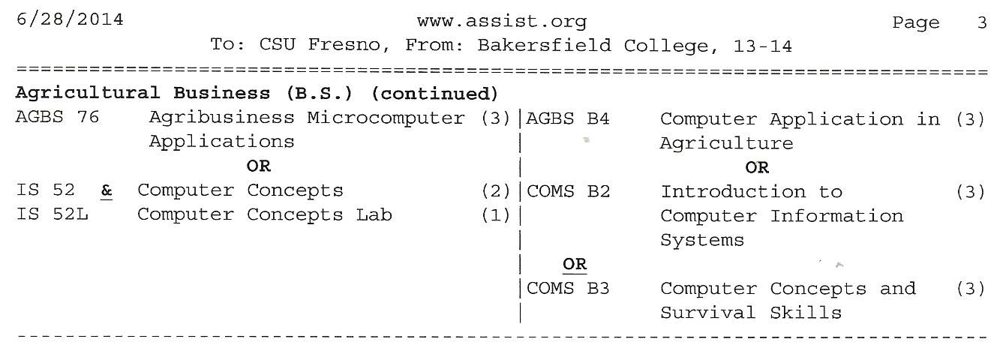 6/28/2014 www.assist.org Page 3
To: CSU Fresno, From: Bakersfield College, 13-14
================================================================================
Agricultural Business (B.S.) (continued)
AGBS 76 Agribusiness Microcomputer (3)|AGBS B4 Computer Application in (3)
Applications | Agriculture
OR | OR
IS 52 & Computer Concepts (2)|COMS B2 Introduction to (3)
IS 52L Computer Concepts Lab (1)| Computer Information
| Systems
| OR
|COMS B3 Computer Concepts and (3)
| Survival Skills
--------------------------------------------------------------------------------